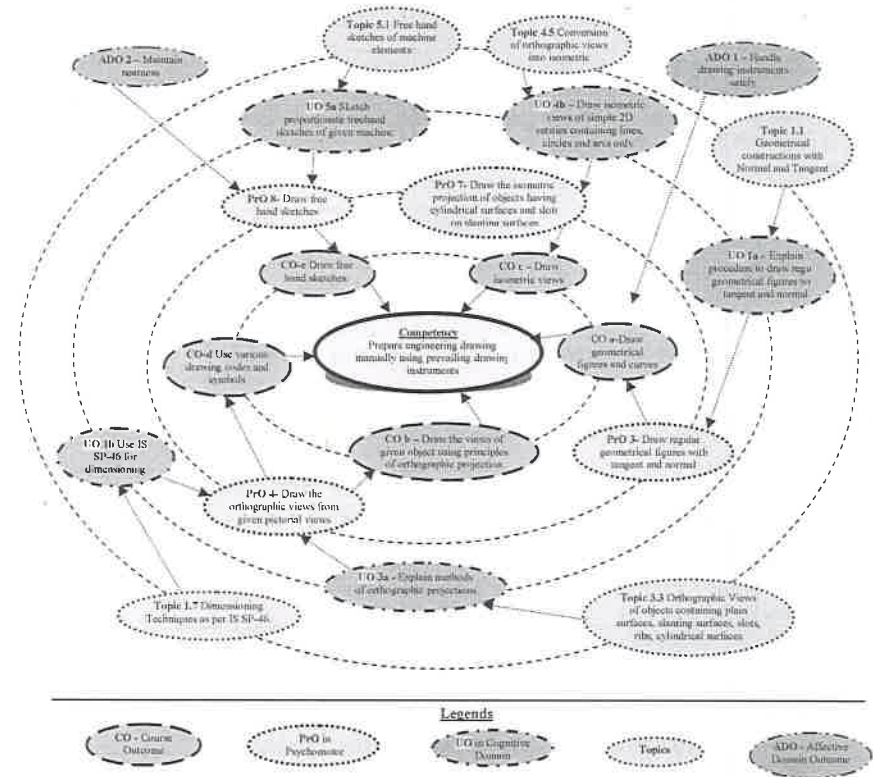 Topic 5.1 Free hand
sketches of machine
elements
Topic 4.5 Conversion
of orthographic views
into isometric
ADO 2 – Maintain
neatness
ADO 1 – Handle
drawing instruments
safely
UO 5a Sketch
proportionate freehand
sketches of given machine
UO 4b – Draw isometric
views of simple 2D
entities containing lines,
circles and arcs only
Topic 1.1
Geometrical
constructions with
Normal and Tangent
PrO 8- Draw free
hand sketches
PrO 7- Draw the isometric
projection of objects having
cylindrical surfaces and slots
on slanting surfaces
UO 1a – Explain
procedure to draw regu
geometrical figures
tangent and normal
CO-e Draw free
hand sketches
CO c – Draw
isometric views
Competency
Prepare engineering drawing
manually using prevailing drawing
instruments
CO-d Use various
drawing codes and
symbols
CO a-Draw
geometrical
figures and curves
UO 1b Use IS
SP-46 for
dimensioning
CO b – Draw the views of
given object using principles
of orthographic projection
PrO 3- Draw regular
geometrical figures with
tangent and normal
PrO 4- Draw the
orthographic views from
given pictorial views
UO 3a - Explain methods
of orthographic projections
Topic 1.7 Dimensioning
Techniques as per IS SP-46.
Topic 3.3 Orthographic Views
of objects containing plain
surfaces, slanting surfaces, slots,
ribs, cylindrical surfaces
Legends
CO - Course
Outcome
PrO in
Psychomotor
UO in Cognitive
Domain
Topics
ADO - Affective
Domain Outcome